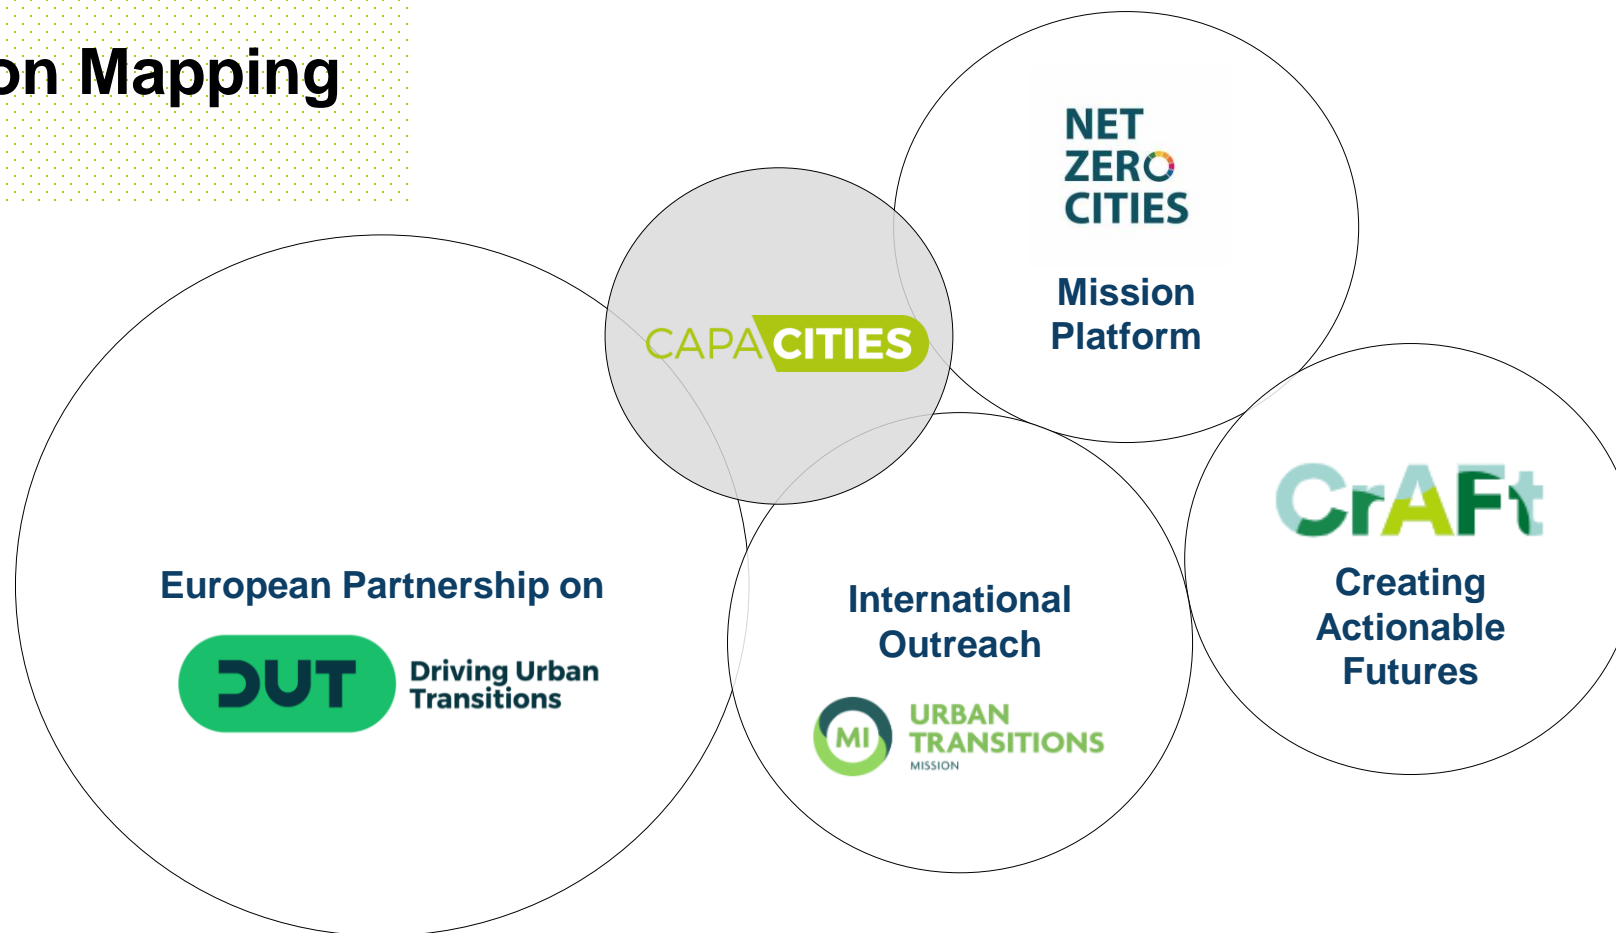 on Mapping
NET
ZERO
CITIES
Mission
Platform
CAPACITIES
CrAFt
Creating
Actionable
Futures
European Partnership on
DUT
Driving Urban
Transitions
International
Outreach
MI
URBAN
TRANSITIONS
MISSION